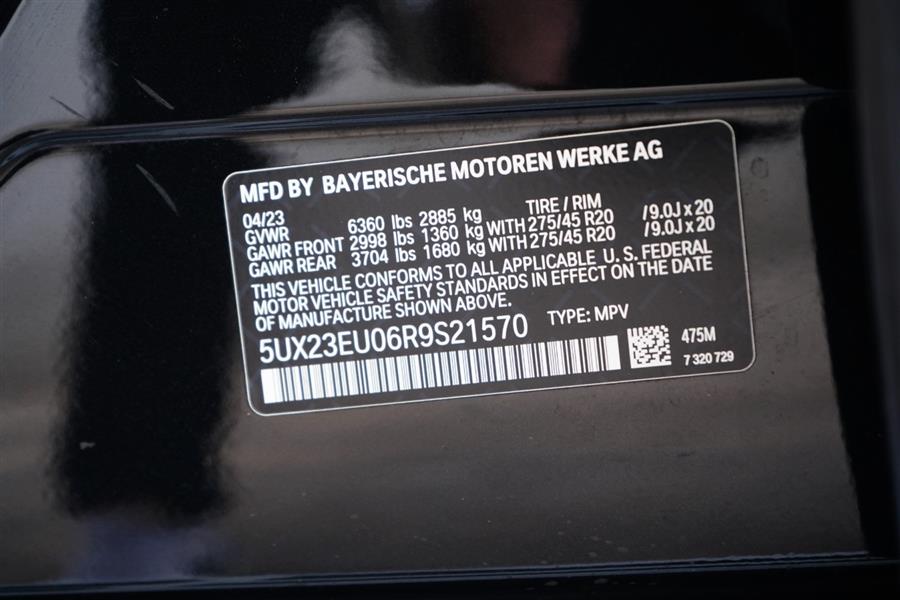 MFD BY BAYERISCHE MOTOREN WERKE AG
04/23 TIRE / RIM
GVWR 6360 lbs 2885 kg
GAWR FRONT 2998 lbs 1360 kg WITH 275/45 R20 /9.0J x 20
GAWR REAR 3704 lbs 1680 kg WITH 275/45 R20 /9.0J x 20
THIS VEHICLE CONFORMS TO ALL APPLICABLE U. S. FEDERAL
MOTOR VEHICLE SAFETY STANDARDS IN EFFECT ON THE DATE
OF MANUFACTURE SHOWN ABOVE.
5UX23EU06R9S21570 TYPE: MPV
475M
7 320 729